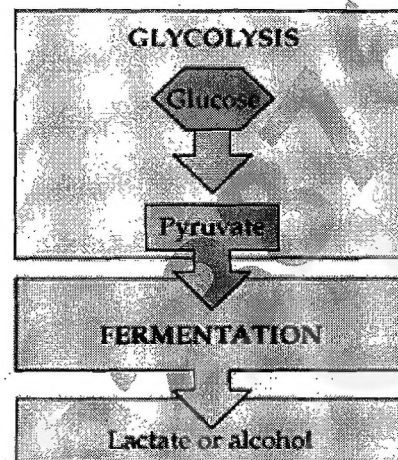 GLYCOLYSIS
Glucose
Pyruvate
FERMENTATION
Lactate or alcohol